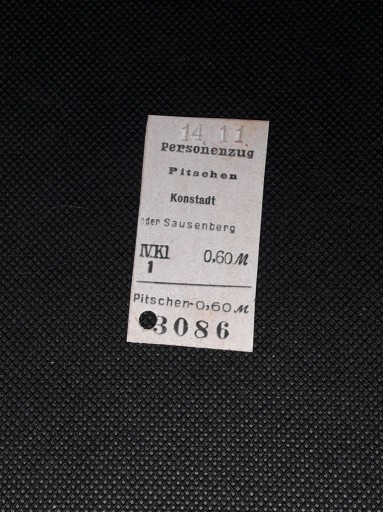 14. 11.
Personenzug
Pitschen
Konstadt
oder Sausenberg
IV.Kl 0,60 M
1
Pitschen-0,60 M
3086